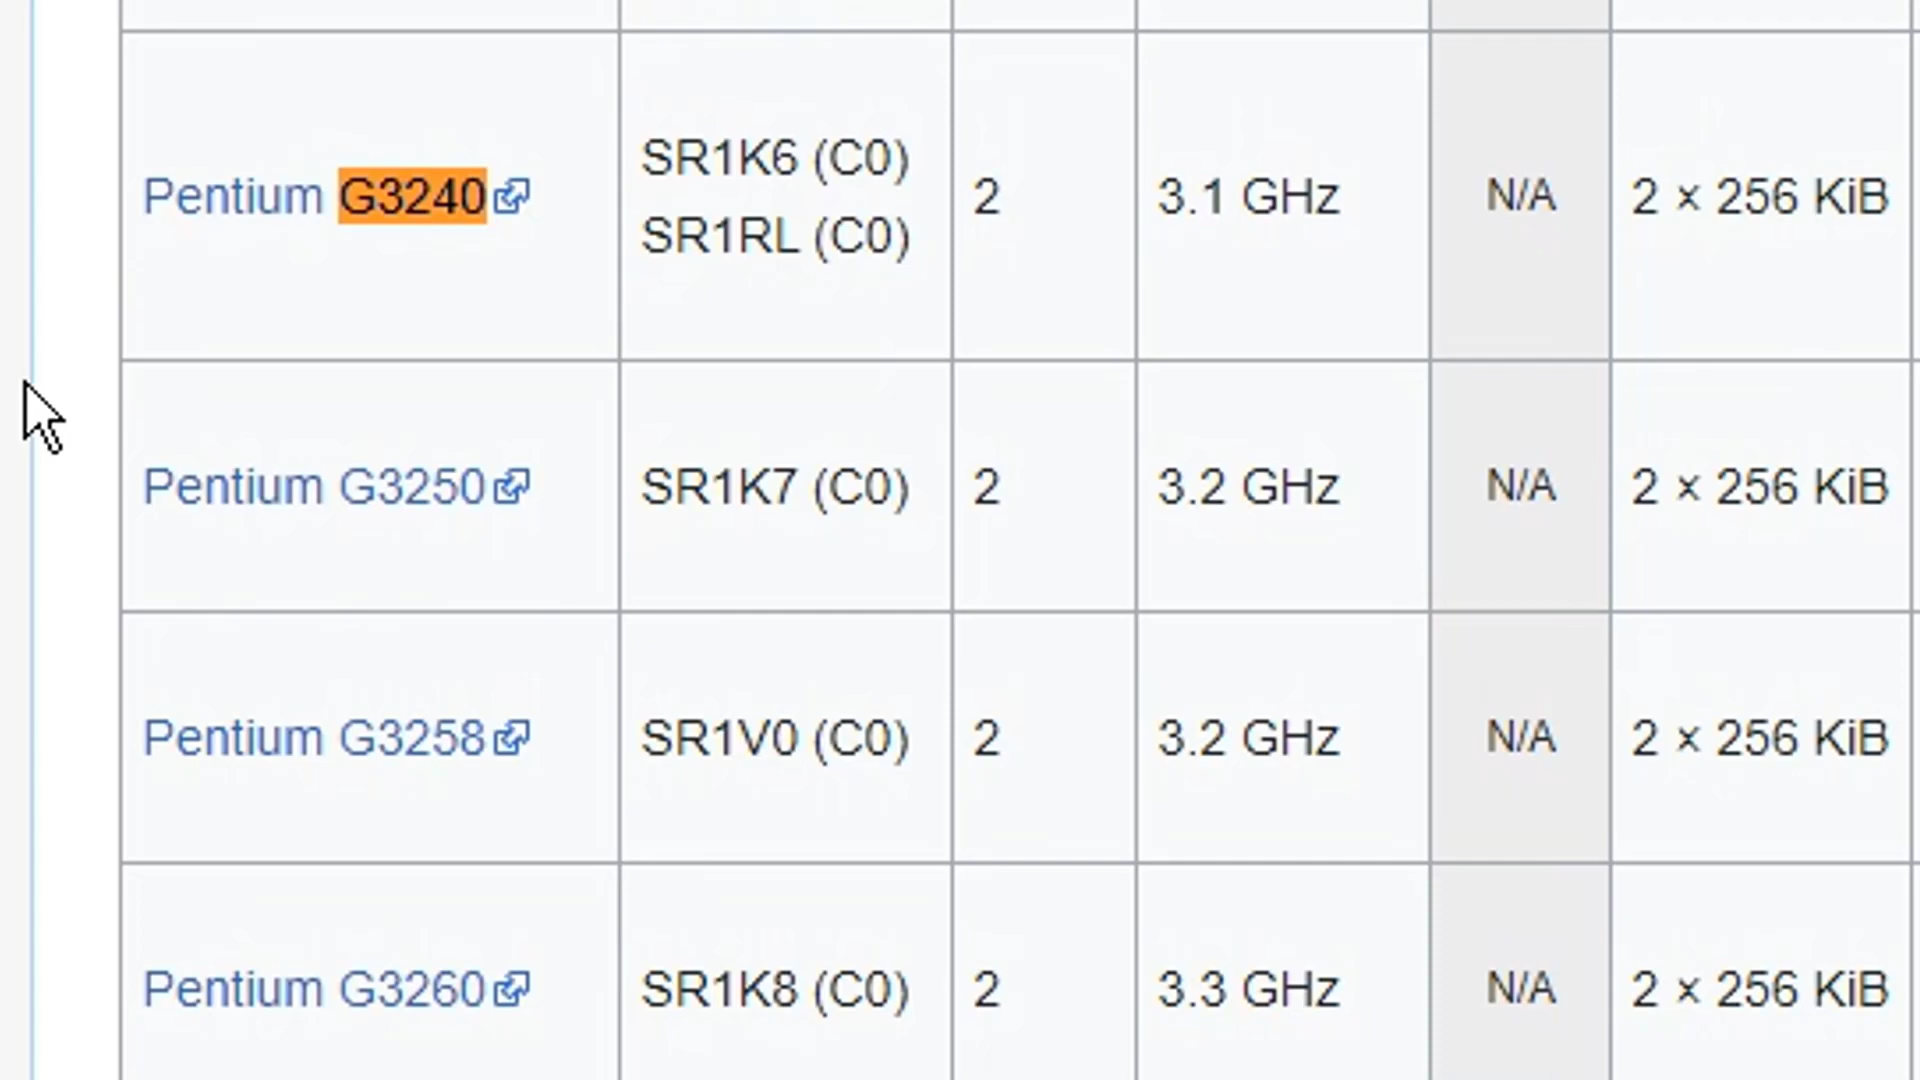 Pentium G3240 SR1K6 (C0) 2 3.1 GHz N/A 2 × 256 KiB
SR1RL (C0)
Pentium G3250 SR1K7 (C0) 2 3.2 GHz N/A 2 × 256 KiB
Pentium G3258 SR1V0 (C0) 2 3.2 GHz N/A 2 × 256 KiB
Pentium G3260 SR1K8 (C0) 2 3.3 GHz N/A 2 × 256 KiB